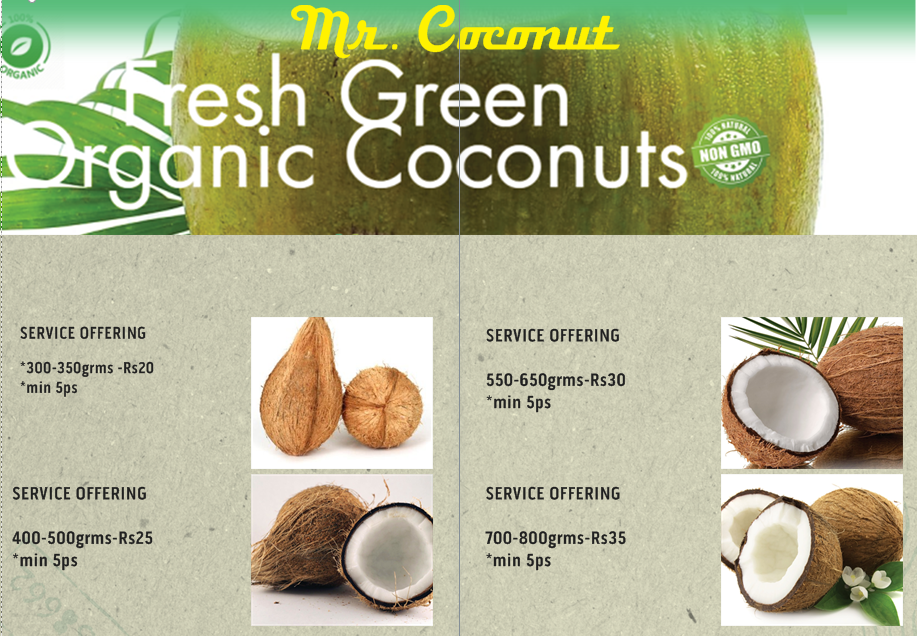 Mr. Coconut
100%
ORGANIC
Fresh Green
Organic Coconuts
100% NATURAL
NON GMO
100% NATURAL
SERVICE OFFERING
*300-350grms -Rs20
*min 5ps
SERVICE OFFERING
550-650grms-Rs30
*min 5ps
SERVICE OFFERING
400-500grms-Rs25
*min 5ps
SERVICE OFFERING
700-800grms-Rs35
*min 5ps